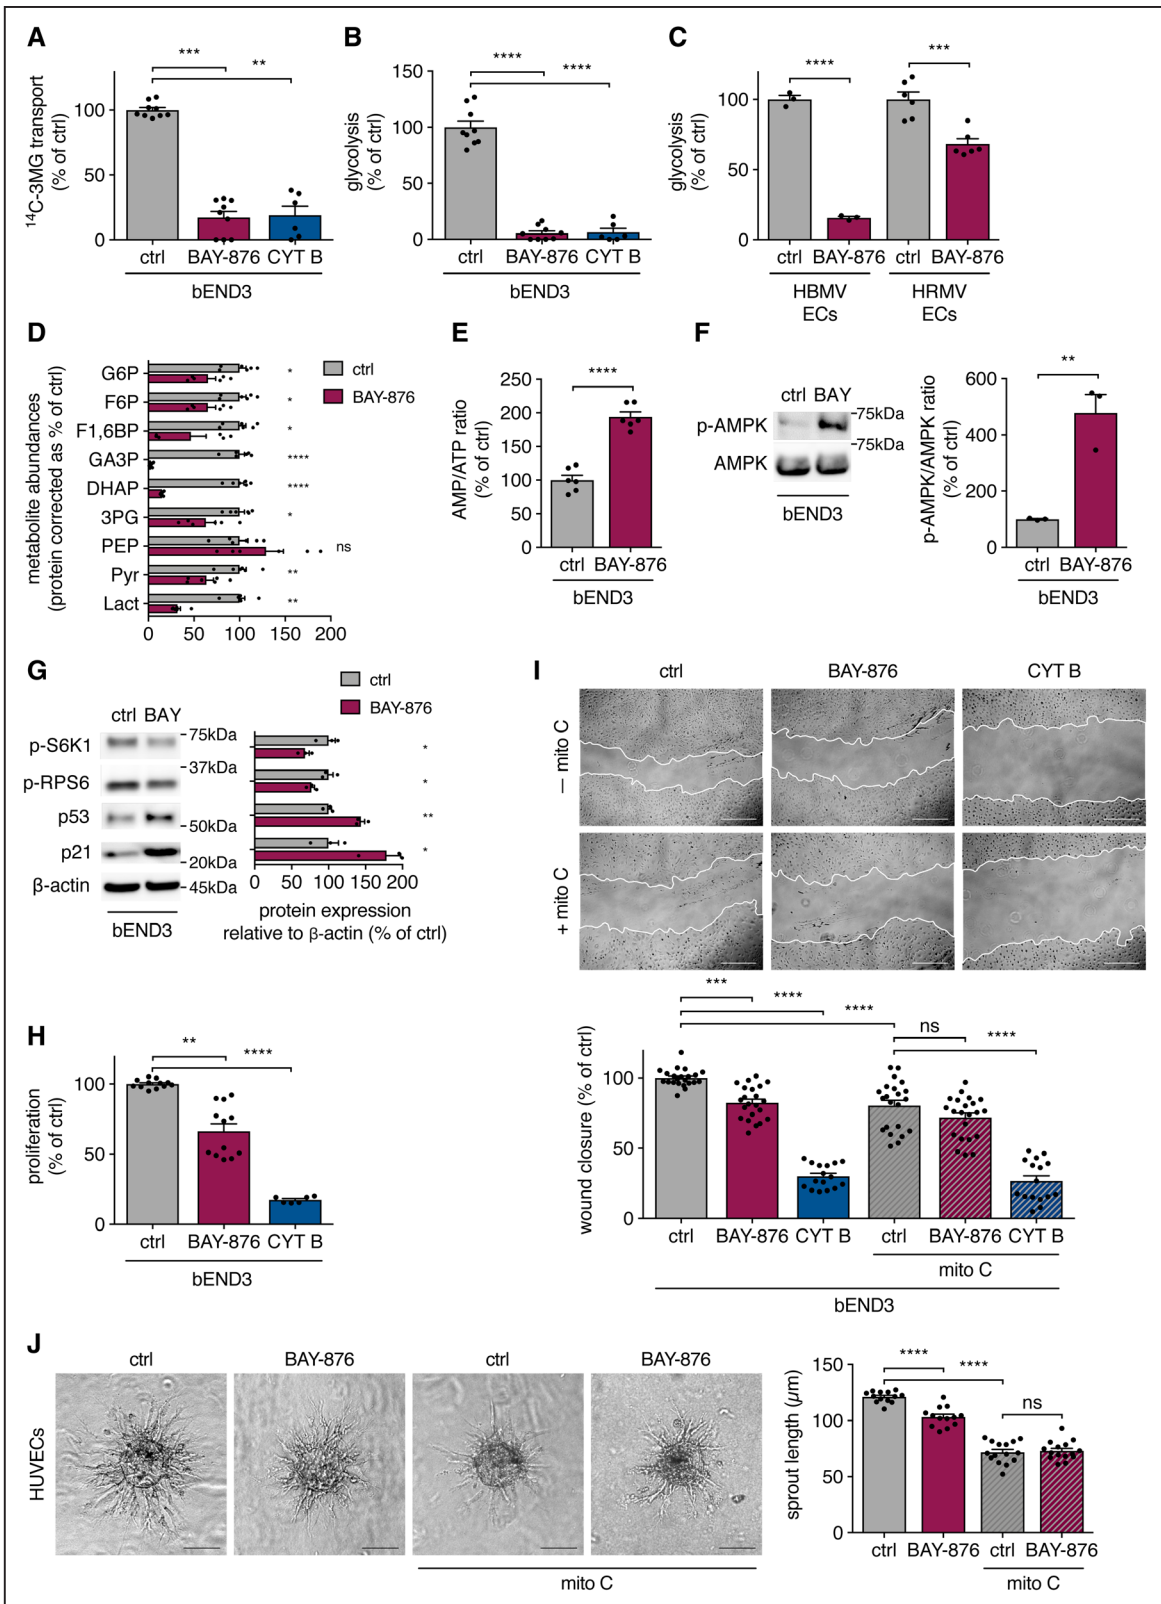 A
***
**
100
50
0
¹⁴C-3MG transport
(% of ctrl)
ctrl BAY-876 CYT B
bEND3
B
****
****
150
100
50
0
glycolysis
(% of ctrl)
ctrl BAY-876 CYT B
bEND3
C
****
***
100
50
0
glycolysis
(% of ctrl)
ctrl BAY-876 ctrl BAY-876
HBMV
ECs
HRMV
ECs
D
metabolite abundances
(protein corrected as % of ctrl)
ctrl
BAY-876
G6P *
F6P *
F1,6BP *
GA3P ****
DHAP ****
3PG *
PEP ns
Pyr **
Lact **
0 50 100 150 200
E
****
250
200
150
100
50
0
AMP/ATP ratio
(% of ctrl)
ctrl BAY-876
bEND3
F
ctrl BAY
p-AMPK -75kDa
-75kDa
AMPK
bEND3
**
600
400
200
0
p-AMPK/AMPK ratio
(% of ctrl)
ctrl BAY-876
bEND3
G
ctrl
BAY-876
ctrl BAY
p-S6K1 -75kDa
-37kDa
p-RPS6
p53
-50kDa
p21
-20kDa
β-actin -45kDa
bEND3
*
*
**
*
0 50 100 150 200
protein expression
relative to β-actin (% of ctrl)
H
**
****
100
50
0
proliferation
(% of ctrl)
ctrl BAY-876 CYT B
bEND3
I
ctrl BAY-876 CYT B
— mito C
+ mito C
***
****
****
ns
****
100
50
0
wound closure (% of ctrl)
ctrl BAY-876 CYT B ctrl BAY-876 CYT B
mito C
bEND3
J
ctrl BAY-876 ctrl BAY-876
HUVECs
mito C
****
****
ns
150
100
50
0
sprout length (µm)
ctrl BAY-876 ctrl BAY-876
mito C